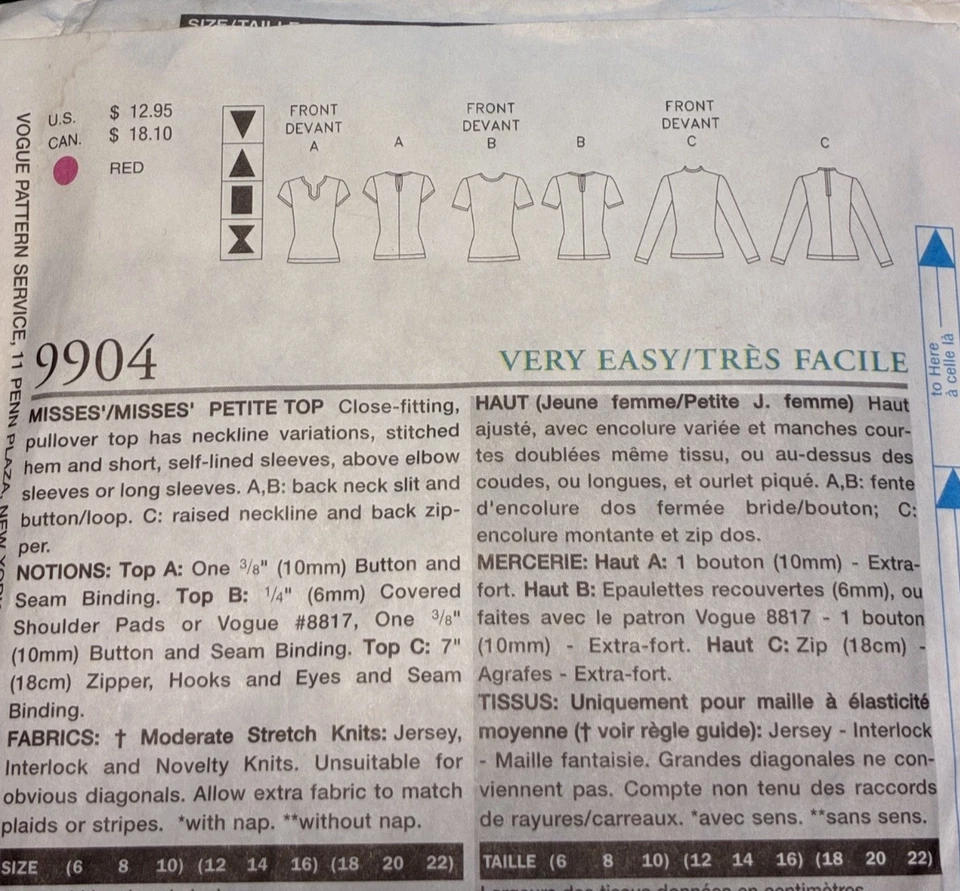 SIZE/TAILLE
VOGUE PATTERN SERVICE, 11 PENN PLAZA, NEW YORK
U.S. $ 12.95
CAN. $ 18.10
RED
FRONT
DEVANT
A
A
FRONT
DEVANT
B
B
FRONT
DEVANT
C
C
9904
VERY EASY/TRÈS FACILE
MISSES'/MISSES' PETITE TOP Close-fitting,
pullover top has neckline variations, stitched
hem and short, self-lined sleeves, above elbow
sleeves or long sleeves. A,B: back neck slit and
button/loop. C: raised neckline and back zip-
per.
NOTIONS: Top A: One 3/8" (10mm) Button and
Seam Binding. Top B: 1/4" (6mm) Covered
Shoulder Pads or Vogue #8817, One 3/8"
(10mm) Button and Seam Binding. Top C: 7"
(18cm) Zipper, Hooks and Eyes and Seam
Binding.
FABRICS: † Moderate Stretch Knits: Jersey,
Interlock and Novelty Knits. Unsuitable for
obvious diagonals. Allow extra fabric to match
plaids or stripes. *with nap. **without nap.
SIZE (6 8 10) (12 14 16) (18 20 22)
HAUT (Jeune femme/Petite J. femme) Haut
ajusté, avec encolure variée et manches cour-
tes doublées même tissu, ou au-dessus des
coudes, ou longues, et ourlet piqué. A,B: fente
d'encolure dos fermée bride/bouton; C:
encolure montante et zip dos.
MERCERIE: Haut A: 1 bouton (10mm) - Extra-
fort. Haut B: Epaulettes recouvertes (6mm), ou
faites avec le patron Vogue 8817 - 1 bouton
(10mm) - Extra-fort. Haut C: Zip (18cm) -
Agrafes - Extra-fort.
TISSUS: Uniquement pour maille à élasticité
moyenne († voir règle guide): Jersey - Interlock
- Maille fantaisie. Grandes diagonales ne con-
viennent pas. Compte non tenu des raccords
de rayures/carreaux. *avec sens. **sans sens.
TAILLE (6 8 10) (12 14 16) (18 20 22)
to Here
à celle là